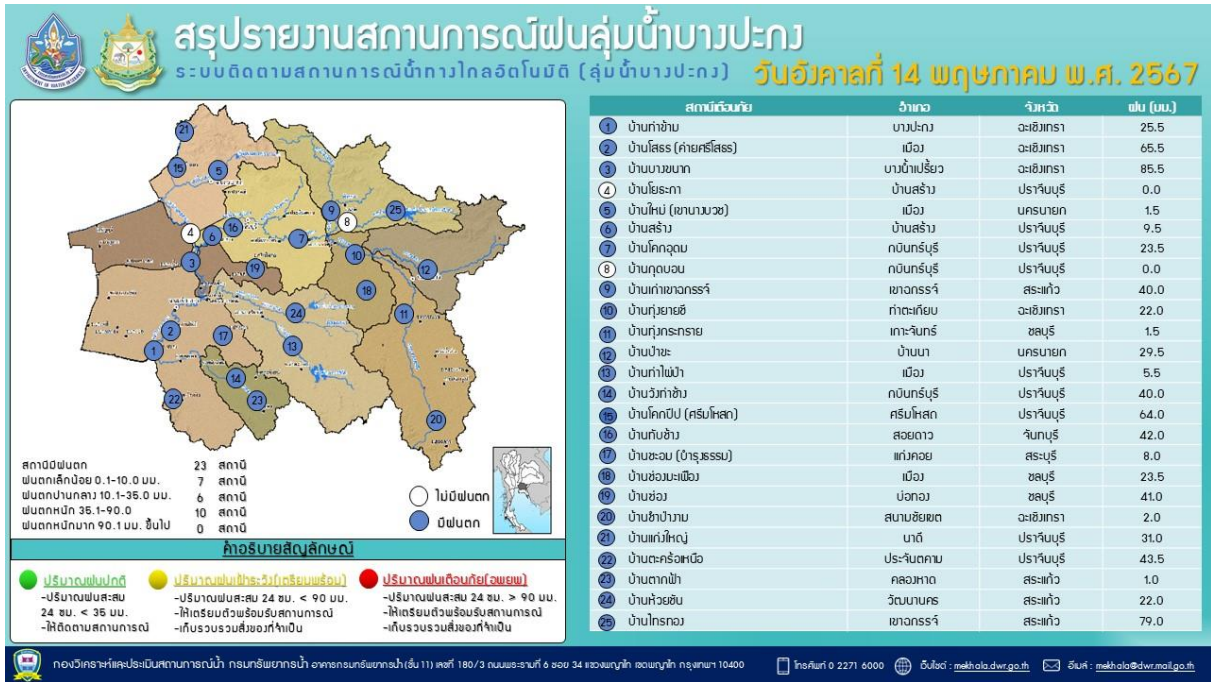 สรุปรายงานสถานการณ์ฝนลุ่มน้ำบางปะกง
ระบบติดตามสถานการณ์น้ำทางไกลอัตโนมัติ (ลุ่มน้ำบางปะกง)
วันอังคารที่ 14 พฤษภาคม พ.ศ. 2567
สถานีเตือนภัย อำเภอ จังหวัด ฝน (มม.)
1 บ้านท่าข้าม บางปะกง ฉะเชิงเทรา 25.5
2 บ้านโสธร (ค่ายศรีโสธร) เมือง ฉะเชิงเทรา 65.5
3 บ้านบางขนาก บางน้ำเปรี้ยว ฉะเชิงเทรา 85.5
4 บ้านโยธะกา บ้านสร้าง ปราจีนบุรี 0.0
5 บ้านใหม่ (เขานางบวช) เมือง นครนายก 1.5
6 บ้านสร้าง บ้านสร้าง ปราจีนบุรี 9.5
7 บ้านโคกอุดม กบินทร์บุรี ปราจีนบุรี 23.5
8 บ้านกุดบอน กบินทร์บุรี ปราจีนบุรี 0.0
9 บ้านเก่าเขาฉกรรจ์ เขาฉกรรจ์ สระแก้ว 40.0
10 บ้านทุ่งยายชี ท่าตะเกียบ ฉะเชิงเทรา 22.0
11 บ้านทุ่งกระทราย เกาะจันทร์ ชลบุรี 1.5
12 บ้านป่าขะ บ้านนา นครนายก 29.5
13 บ้านท่าไผ่ป่า เมือง ปราจีนบุรี 5.5
14 บ้านวังท่าช้าง กบินทร์บุรี ปราจีนบุรี 40.0
15 บ้านโคกปีป (ศรีมโหสถ) ศรีมโหสถ ปราจีนบุรี 64.0
16 บ้านทับช้าง สอยดาว จันทบุรี 42.0
17 บ้านชะอม (บำรุงธรรม) แก่งคอย สระบุรี 8.0
18 บ้านช่องมะเฟือง เมือง ชลบุรี 23.5
19 บ้านช่อง บ่อทอง ชลบุรี 41.0
20 บ้านชำป่างาม สนามชัยเขต ฉะเชิงเทรา 2.0
21 บ้านแก่งใหญ่ นาดี ปราจีนบุรี 31.0
22 บ้านตะคร้อเหนือ ประจันตคาม ปราจีนบุรี 43.5
23 บ้านตากฟ้า คลองหาด สระแก้ว 1.0
24 บ้านห้วยชัน วัฒนานคร สระแก้ว 22.0
25 บ้านไทรทอง เขาฉกรรจ์ สระแก้ว 79.0
21
15
5
9
8
25
4
6
16
7
10
3
19
12
18
24
11
2
17
1
13
14
22
23
20
สถานีมีฝนตก 23 สถานี
ฝนตกเล็กน้อย 0.1-10.0 มม. 7 สถานี
ฝนตกปานกลาง 10.1-35.0 มม. 6 สถานี
ฝนตกหนัก 35.1-90.0 10 สถานี
ฝนตกหนักมาก 90.1 มม. ขึ้นไป 0 สถานี
ไม่มีฝนตก
มีฝนตก
คำอธิบายสัญลักษณ์
ปริมาณฝนปกติ
-ปริมาณฝนสะสม
24 ชม. < 35 มม.
-ให้ติดตามสถานการณ์
ปริมาณฝนเฝ้าระวัง(เตรียมพร้อม)
-ปริมาณฝนสะสม 24 ชม. < 90 มม.
-ให้เตรียมตัวพร้อมรับสถานการณ์
-เก็บรวบรวมสิ่งของที่จำเป็น
ปริมาณฝนเตือนภัย(อพยพ)
-ปริมาณฝนสะสม 24 ชม. > 90 มม.
-ให้เตรียมตัวพร้อมรับสถานการณ์
-เก็บรวบรวมสิ่งของที่จำเป็น
กองวิเคราะห์และประเมินสถานการณ์น้ำ กรมทรัพยากรน้ำ อาคารกรมทรัพยากรน้ำ (ชั้น 11) เลขที่ 180/3 ถนนพระรามที่ 6 ซอย 34 แขวงพญาไท เขตพญาไท กรุงเทพฯ 10400 โทรศัพท์ 0 2271 6000 เว็บไซต์ : mekhala.dwr.go.th อีเมล์ : mekhala@dwr.mail.go.th